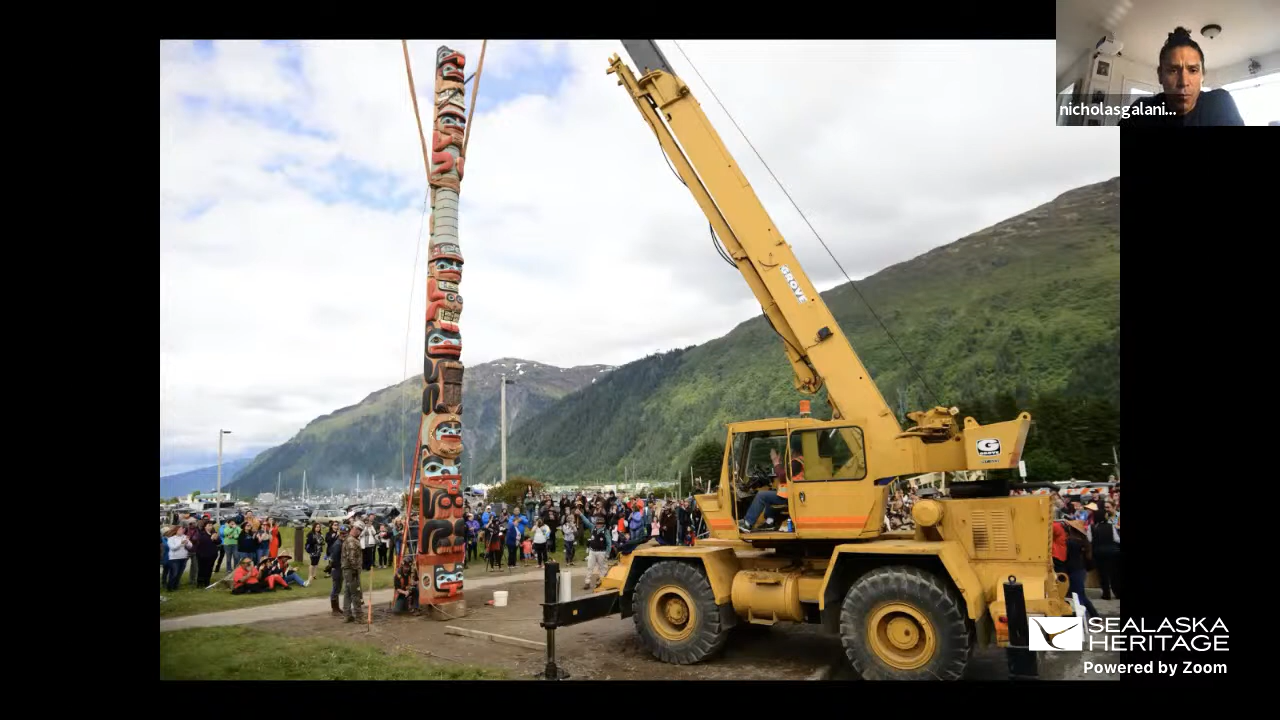 nicholasgalani...
GROVE
G
SEALASKA
HERITAGE
Powered by Zoom